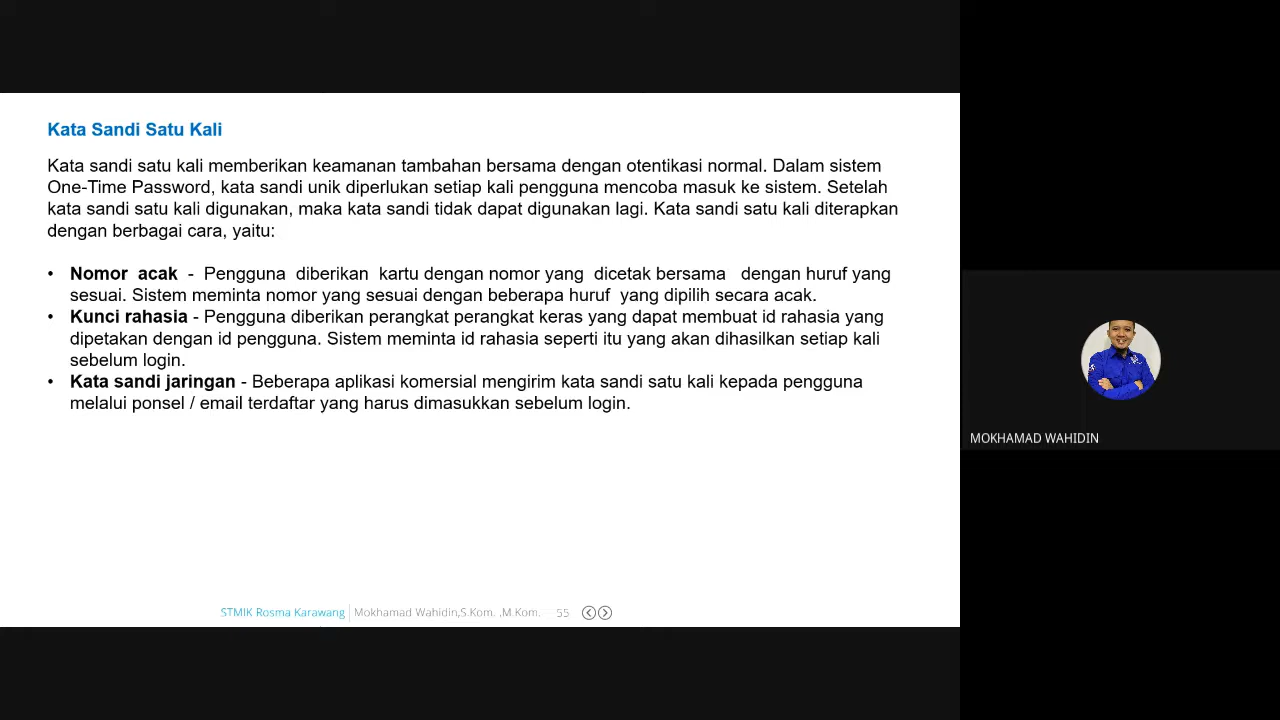 Kata Sandi Satu Kali
Kata sandi satu kali memberikan keamanan tambahan bersama dengan otentikasi normal. Dalam sistem
One-Time Password, kata sandi unik diperlukan setiap kali pengguna mencoba masuk ke sistem. Setelah
kata sandi satu kali digunakan, maka kata sandi tidak dapat digunakan lagi. Kata sandi satu kali diterapkan
dengan berbagai cara, yaitu:
• Nomor acak - Pengguna diberikan kartu dengan nomor yang dicetak bersama dengan huruf yang
sesuai. Sistem meminta nomor yang sesuai dengan beberapa huruf yang dipilih secara acak.
• Kunci rahasia - Pengguna diberikan perangkat perangkat keras yang dapat membuat id rahasia yang
dipetakan dengan id pengguna. Sistem meminta id rahasia seperti itu yang akan dihasilkan setiap kali
sebelum login.
• Kata sandi jaringan - Beberapa aplikasi komersial mengirim kata sandi satu kali kepada pengguna
melalui ponsel / email terdaftar yang harus dimasukkan sebelum login.
STMIK Rosma Karawang Mokhamad Wahidin,S.Kom. ,M.Kom. 55
MOKHAMAD WAHIDIN